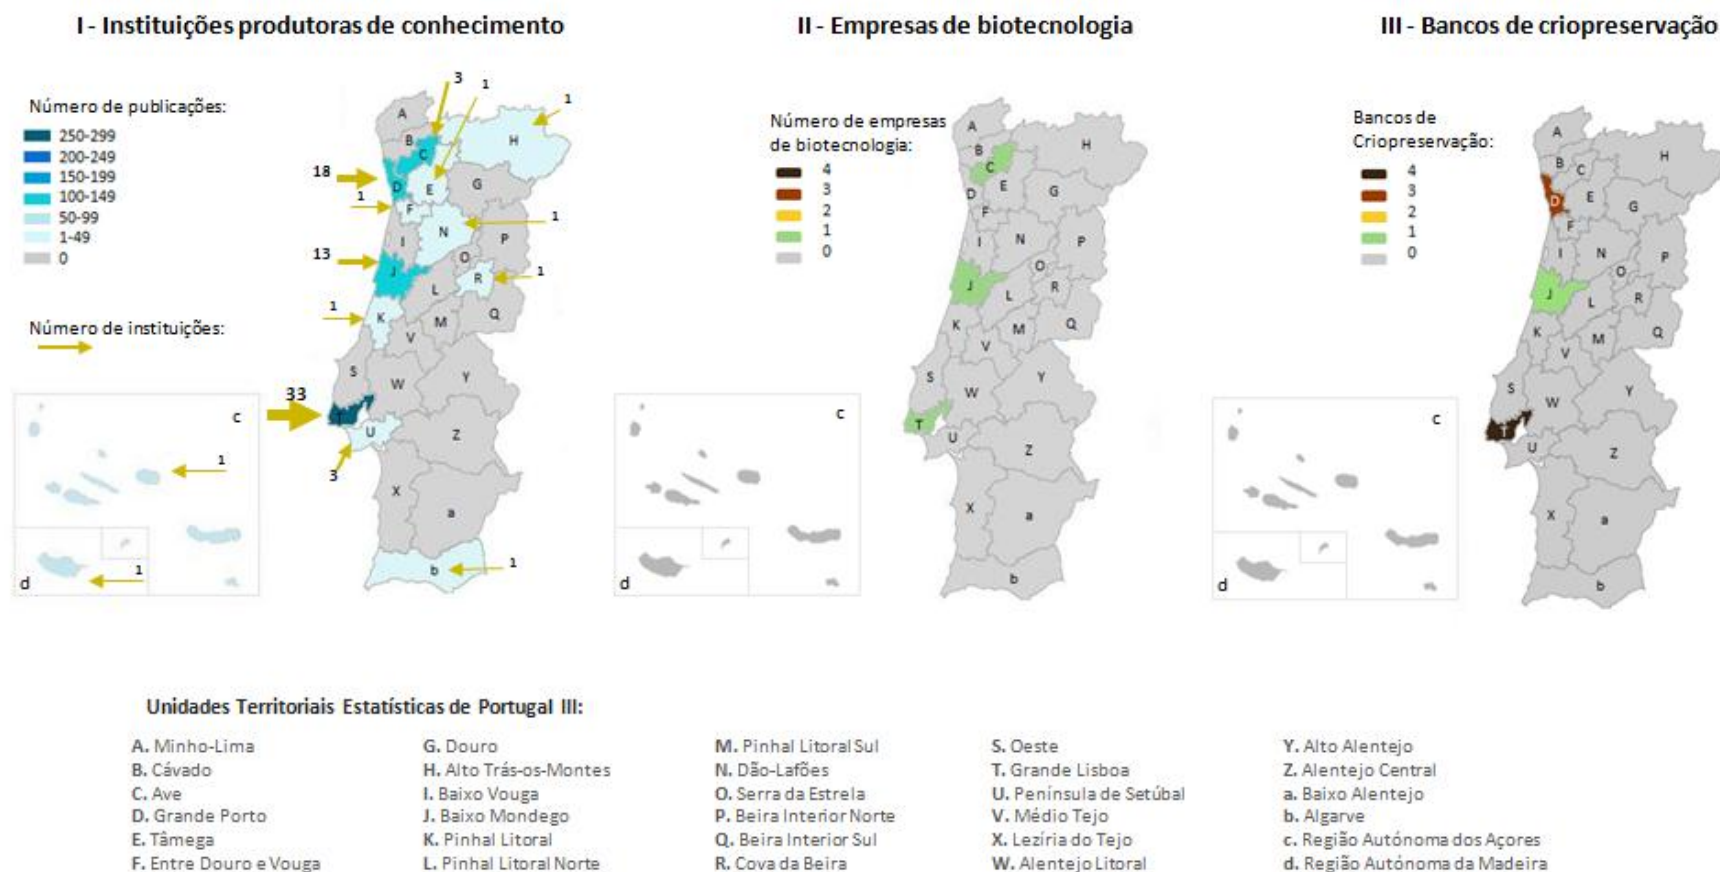 I - Instituições produtoras de conhecimento
II - Empresas de biotecnologia
III - Bancos de criopreservação
Número de publicações:
250-299
200-249
150-199
100-149
50-99
1-49
0
Número de instituições:
3
1
1
18
1
1
13
1
1
33
3
1
1
1
A
B
C
D
E
F
G
H
I
J
K
L
M
N
O
P
Q
R
S
T
U
V
W
X
Y
Z
a
b
c
d
Número de empresas
de biotecnologia:
4
3
2
1
0
A
B
C
D
E
F
G
H
I
J
K
L
M
N
O
P
Q
R
S
T
U
V
W
X
Y
Z
a
b
c
d
Bancos de
Criopreservação:
4
3
2
1
0
A
B
C
D
E
F
G
H
I
J
K
L
M
N
O
P
Q
R
S
T
U
V
W
X
Y
Z
a
b
c
d
Unidades Territoriais Estatísticas de Portugal III:
A. Minho-Lima
B. Cávado
C. Ave
D. Grande Porto
E. Tâmega
F. Entre Douro e Vouga
G. Douro
H. Alto Trás-os-Montes
I. Baixo Vouga
J. Baixo Mondego
K. Pinhal Litoral
L. Pinhal Litoral Norte
M. Pinhal Litoral Sul
N. Dão-Lafões
O. Serra da Estrela
P. Beira Interior Norte
Q. Beira Interior Sul
R. Cova da Beira
S. Oeste
T. Grande Lisboa
U. Península de Setúbal
V. Médio Tejo
X. Lezíria do Tejo
W. Alentejo Litoral
Y. Alto Alentejo
Z. Alentejo Central
a. Baixo Alentejo
b. Algarve
c. Região Autónoma dos Açores
d. Região Autónoma da Madeira